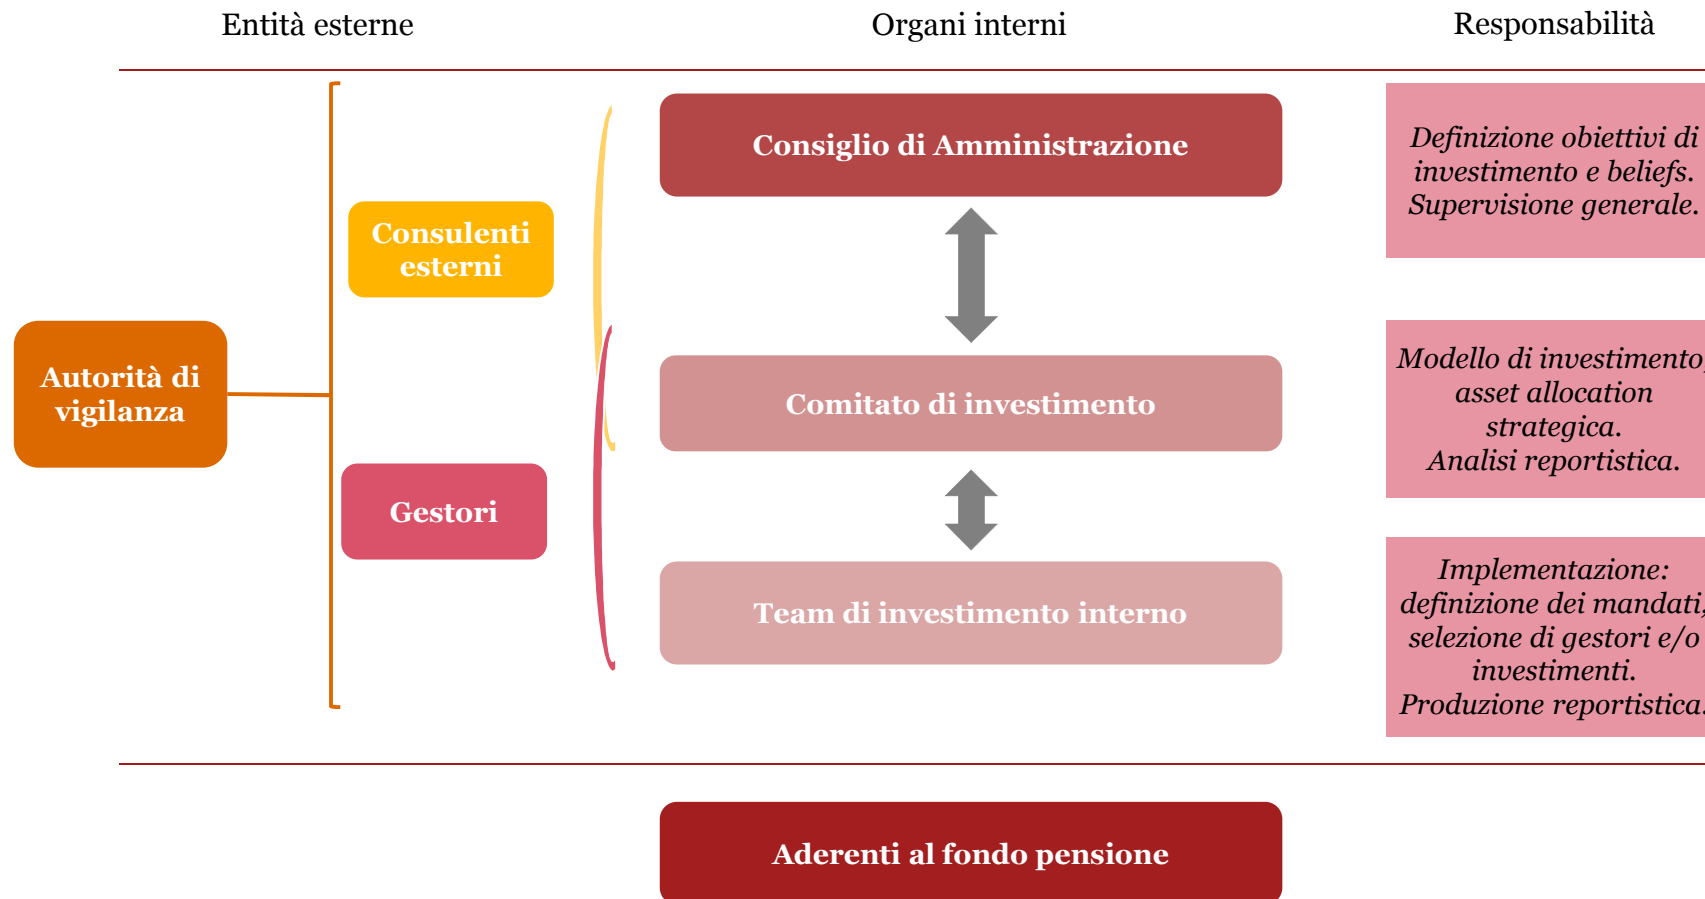 Entità esterne
Organi interni
Responsabilità
Consiglio di Amministrazione
Definizione obiettivi di
investimento e beliefs.
Supervisione generale.
Consulenti
esterni
Autorità di
vigilanza
Comitato di investimento
Modello di investimento,
asset allocation
strategica.
Analisi reportistica.
Gestori
Team di investimento interno
Implementazione:
definizione dei mandati,
selezione di gestori e/o
investimenti.
Produzione reportistica.
Aderenti al fondo pensione